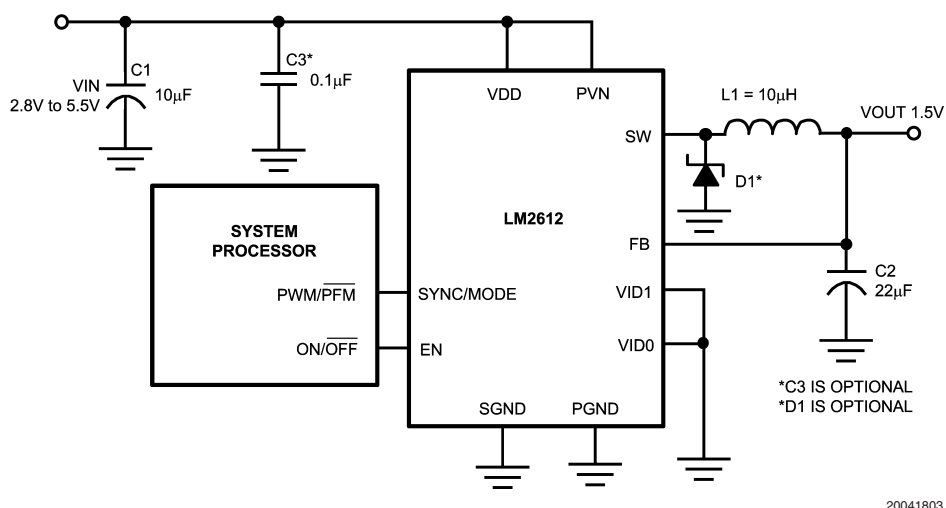 C1
VIN
2.8V to 5.5V
10µF
C3*
0.1µF
VDD
PVN
L1 = 10µH
VOUT 1.5V
SW
D1*
SYSTEM
PROCESSOR
LM2612
FB
C2
22µF
PWM/PFM
SYNC/MODE
VID1
ON/OFF
EN
VID0
*C3 IS OPTIONAL
*D1 IS OPTIONAL
SGND
PGND
20041803